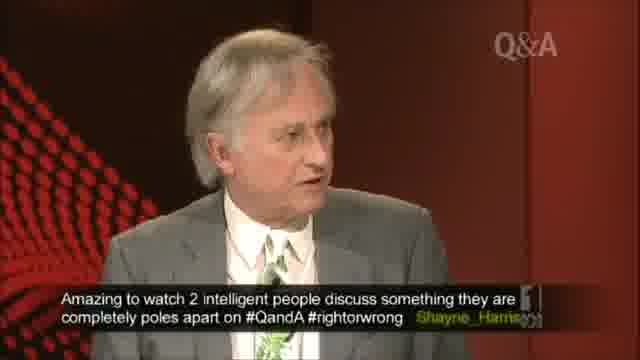 Q&A
Amazing to watch 2 intelligent people discuss something they are
completely poles apart on #QandA #rightorwrong Shayne_Harris